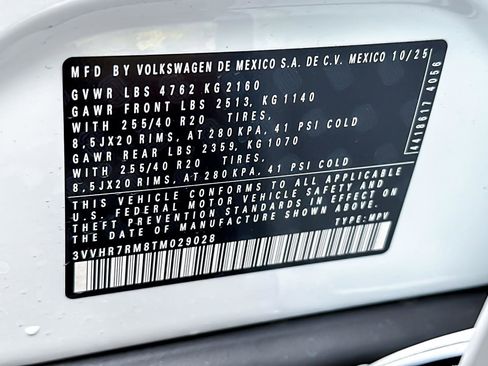 MFD BY VOLKSWAGEN DE MEXICO S.A. DE C.V. MEXICO 10/25
GVWR LBS 4762 KG 2160
GAWR FRONT LBS 2513, KG 1140
WITH 255/40 R20 TIRES,
8,5JX20 RIMS, AT 280 KPA, 41 PSI COLD
GAWR REAR LBS 2359, KG 1070
WITH 255/40 R20 TIRES,
8,5JX20 RIMS, AT 280 KPA, 41 PSI COLD
THIS VEHICLE CONFORMS TO ALL APPLICABLE
U.S. FEDERAL MOTOR VEHICLE SAFETY AND
THEFT PREVENTION STANDARDS IN EFFECT ON
THE DATE OF MANUFACTURE SHOWN ABOVE.
3VVHR7RM8TM029028 TYPE: MPV